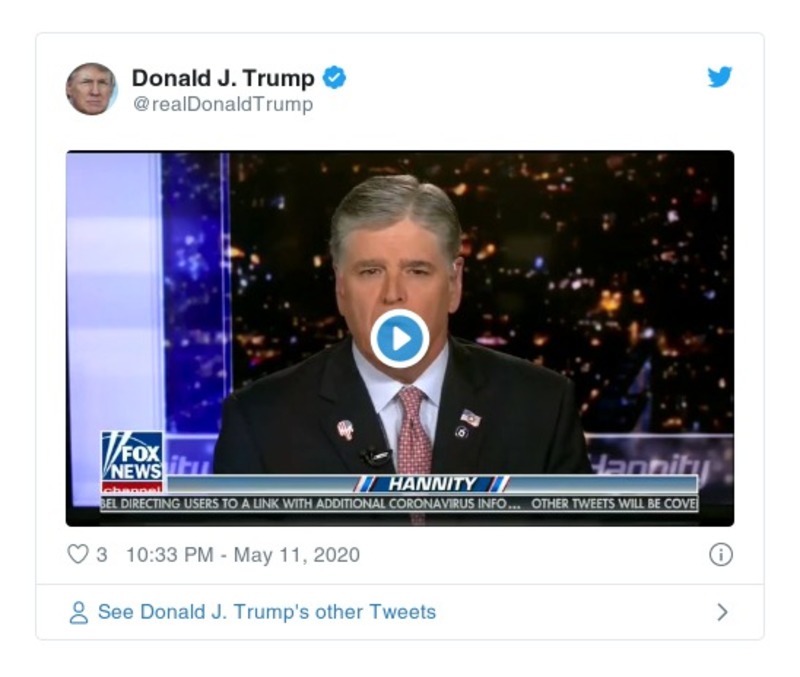 Donald J. Trump
@realDonaldTrump
FOX
NEWS
channel
HANNITY
BEL DIRECTING USERS TO A LINK WITH ADDITIONAL CORONAVIRUS INFO... OTHER TWEETS WILL BE COVE
ity
Hannity
3 10:33 PM - May 11, 2020
See Donald J. Trump's other Tweets